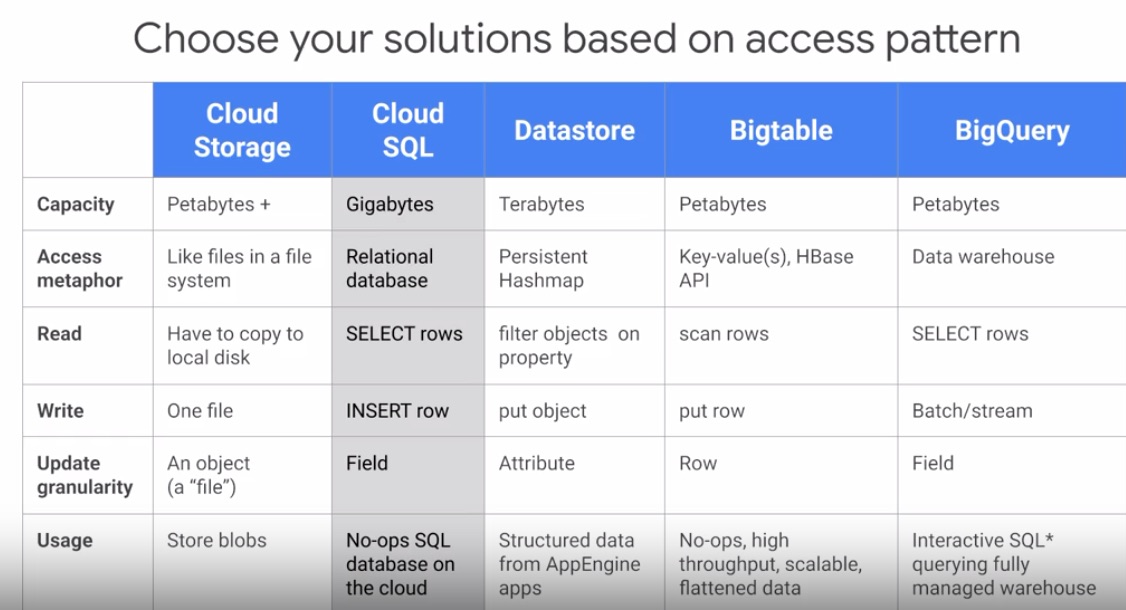 Choose your solutions based on access pattern
Cloud
Storage
Cloud
SQL
Datastore
Bigtable
BigQuery
Capacity
Petabytes +
Gigabytes
Terabytes
Petabytes
Petabytes
Access
metaphor
Like files in a file
system
Relational
database
Persistent
Hashmap
Key-value(s), HBase
API
Data warehouse
Read
Have to copy to
local disk
SELECT rows
filter objects on
property
scan rows
SELECT rows
Write
One file
INSERT row
put object
put row
Batch/stream
Update
granularity
An object
(a “file”)
Field
Attribute
Row
Field
Usage
Store blobs
No-ops SQL
database on
the cloud
Structured data
from AppEngine
apps
No-ops, high
throughput, scalable,
flattened data
Interactive SQL*
querying fully
managed warehouse